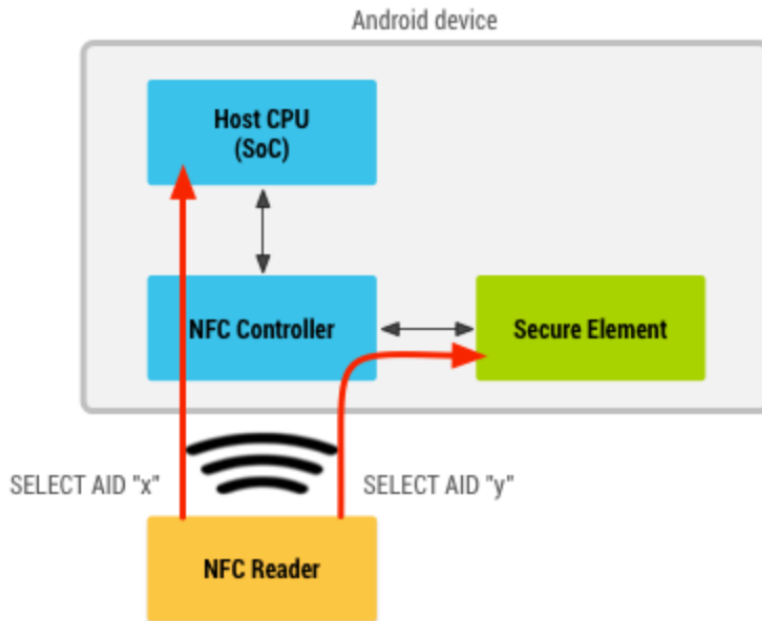 Android device
Host CPU
(SoC)
NFC Controller
Secure Element
SELECT AID "x"
SELECT AID "y"
NFC Reader